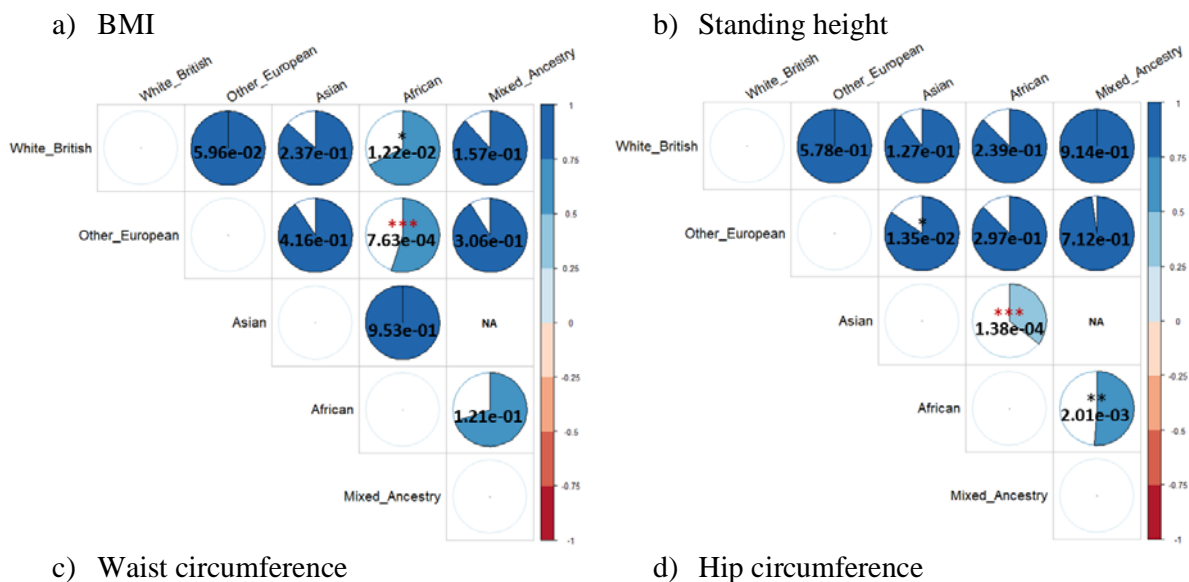 a) BMI
White_British
Other_European
Asian
African
Mixed_Ancestry
White_British
5.96e-02
2.37e-01
*
1.22e-02
1.57e-01
Other_European
4.16e-01
***
7.63e-04
3.06e-01
Asian
9.53e-01
NA
African
1.21e-01
Mixed_Ancestry
1
0.75
0.5
0.25
0
-0.25
-0.5
-0.75
-1
b) Standing height
White_British
Other_European
Asian
African
Mixed_Ancestry
White_British
5.78e-01
1.27e-01
2.39e-01
9.14e-01
Other_European
*
1.35e-02
2.97e-01
7.12e-01
Asian
***
1.38e-04
NA
African
**
2.01e-03
Mixed_Ancestry
1
0.75
0.5
0.25
0
-0.25
-0.5
-0.75
-1
c) Waist circumference
d) Hip circumference